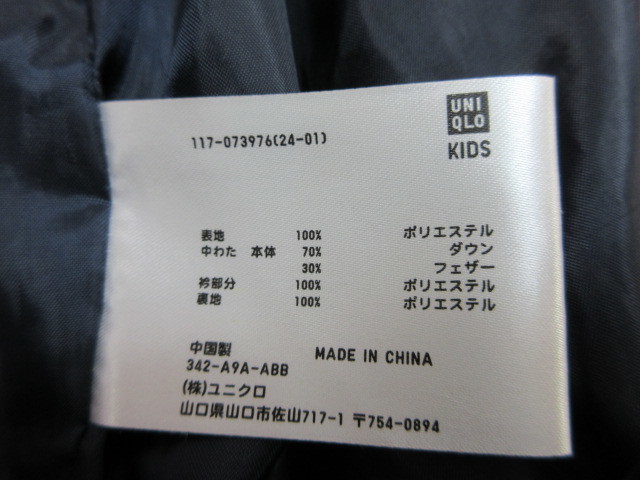 UNI
QLO
KIDS
117-073976(24-01)
表地 100% ポリエステル
中わた 本体 70% ダウン
30% フェザー
衿部分 100% ポリエステル
裏地 100% ポリエステル
中国製 MADE IN CHINA
342-A9A-ABB
(株)ユニクロ
山口県山口市佐山717-1 〒754-0894